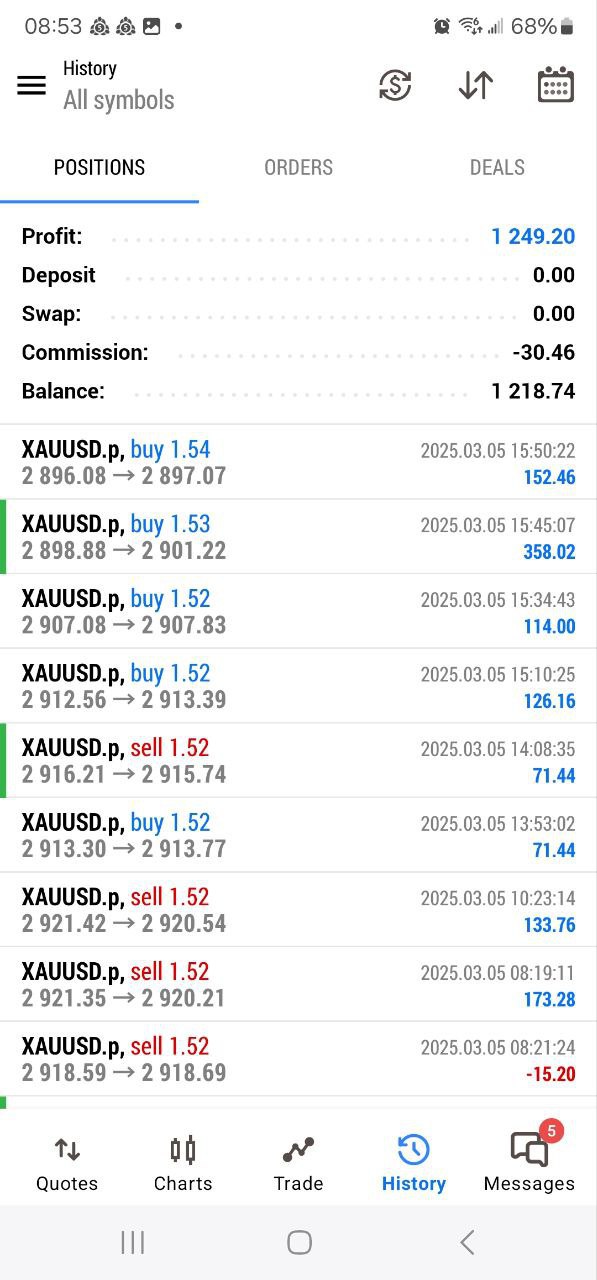 08:53 68%
History
All symbols
POSITIONS ORDERS DEALS
Profit: 1 249.20
Deposit 0.00
Swap: 0.00
Commission: -30.46
Balance: 1 218.74
XAUUSD.p, buy 1.54 2025.03.05 15:50:22
2 896.08 → 2 897.07 152.46
XAUUSD.p, buy 1.53 2025.03.05 15:45:07
2 898.88 → 2 901.22 358.02
XAUUSD.p, buy 1.52 2025.03.05 15:34:43
2 907.08 → 2 907.83 114.00
XAUUSD.p, buy 1.52 2025.03.05 15:10:25
2 912.56 → 2 913.39 126.16
XAUUSD.p, sell 1.52 2025.03.05 14:08:35
2 916.21 → 2 915.74 71.44
XAUUSD.p, buy 1.52 2025.03.05 13:53:02
2 913.30 → 2 913.77 71.44
XAUUSD.p, sell 1.52 2025.03.05 10:23:14
2 921.42 → 2 920.54 133.76
XAUUSD.p, sell 1.52 2025.03.05 08:19:11
2 921.35 → 2 920.21 173.28
XAUUSD.p, sell 1.52 2025.03.05 08:21:24
2 918.59 → 2 918.69 -15.20
5
Quotes Charts Trade History Messages